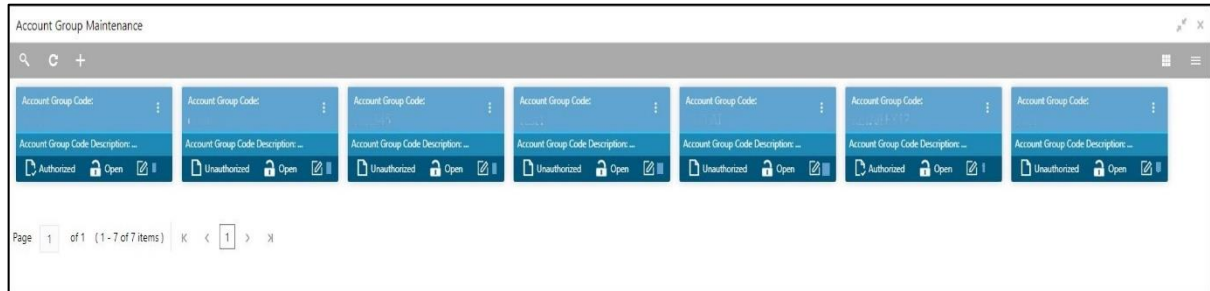 Account Group Maintenance
Account Group Code: Account Group Code: Account Group Code: Account Group Code: Account Group Code: Account Group Code: Account Group Code:
Account Group Code Description: ... Account Group Code Description: ... Account Group Code Description: ... Account Group Code Description: ... Account Group Code Description: ... Account Group Code Description: ... Account Group Code Description: ...
Authorized Open Unauthorized Open Unauthorized Open Unauthorized Open Unauthorized Open Authorized Open Unauthorized Open
Page 1 of 1 (1 - 7 of 7 items) K < 1 > X